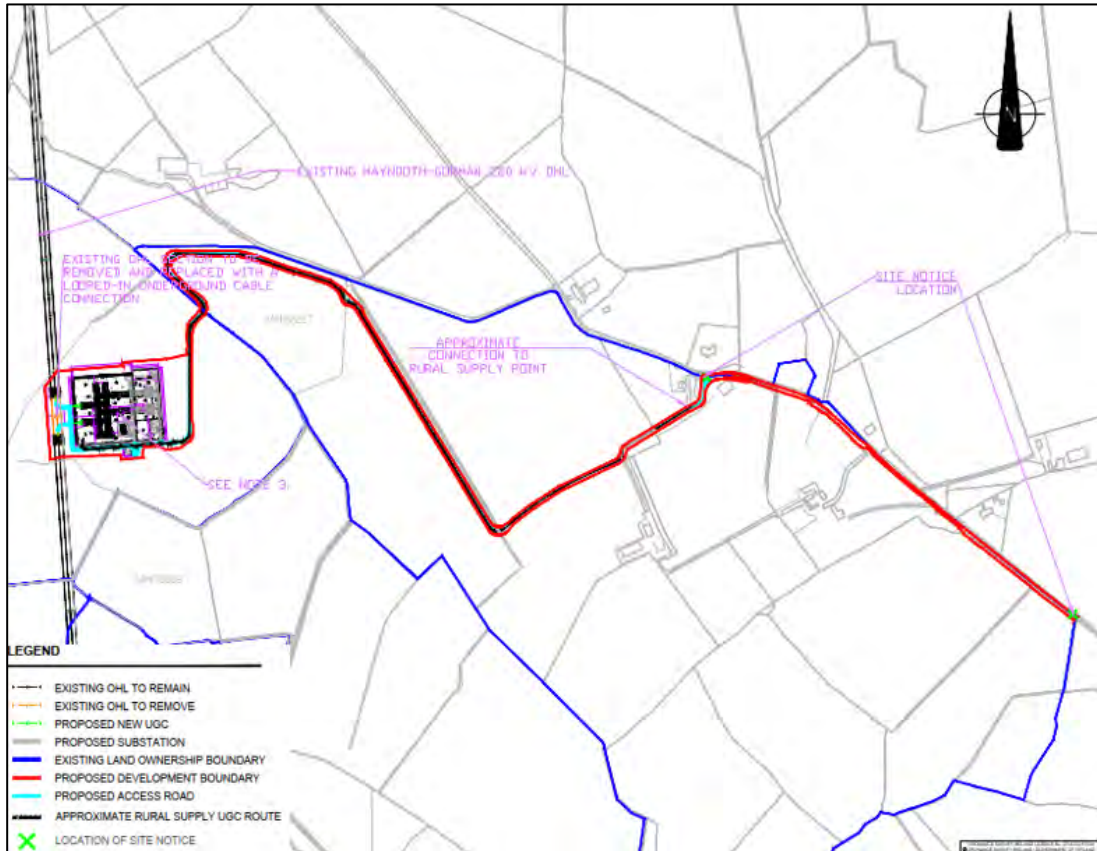 N
EXISTING MAYNOOTH-GORMAN 220 KV OHL
EXISTING OHL SECTION TO BE
REMOVED AND REPLACED WITH A
LOOPED-IN UNDERGROUND CABLE
CONNECTION
SITE NOTICE
LOCATION
APPROXIMATE
CONNECTION TO
RURAL SUPPLY POINT
SEE NOTE 3
LEGEND
EXISTING OHL TO REMAIN
EXISTING OHL TO REMOVE
PROPOSED NEW UGC
PROPOSED SUBSTATION
EXISTING LAND OWNERSHIP BOUNDARY
PROPOSED DEVELOPMENT BOUNDARY
PROPOSED ACCESS ROAD
APPROXIMATE RURAL SUPPLY UGC ROUTE
LOCATION OF SITE NOTICE